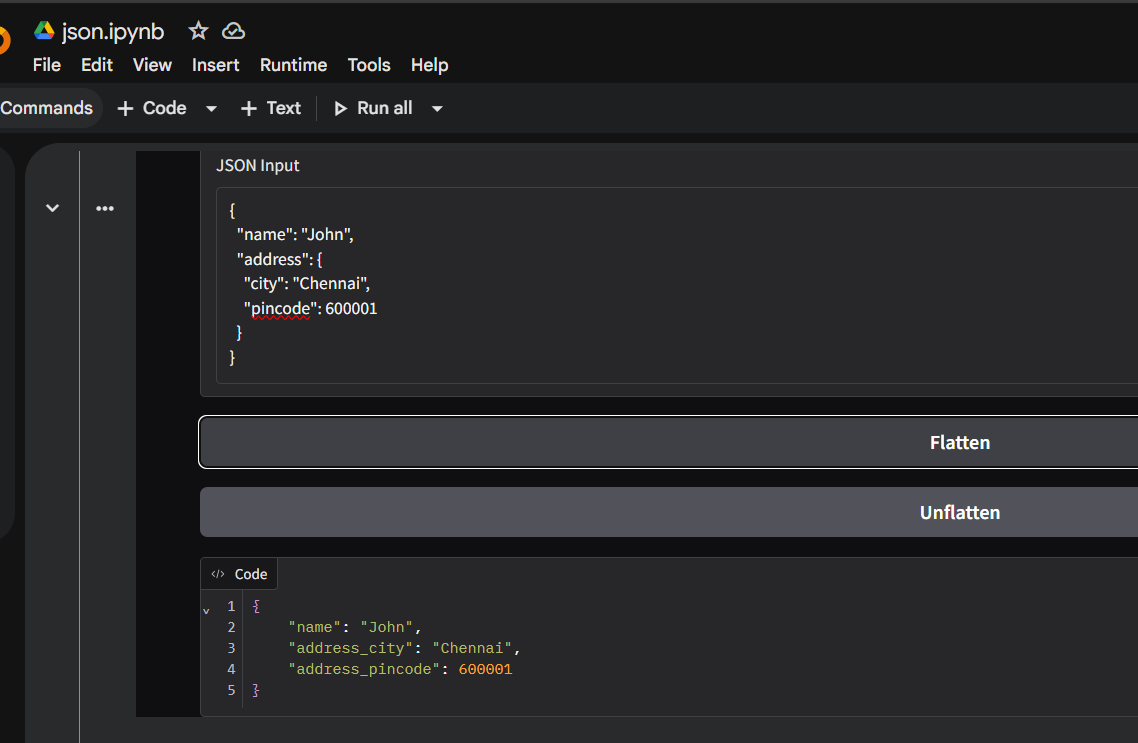 json.ipynb
File Edit View Insert Runtime Tools Help
Commands + Code + Text Run all
JSON Input
{
"name": "John",
"address": {
"city": "Chennai",
"pincode": 600001
}
}
Flatten
Unflatten
</> Code
1 {
2 "name": "John",
3 "address_city": "Chennai",
4 "address_pincode": 600001
5 }